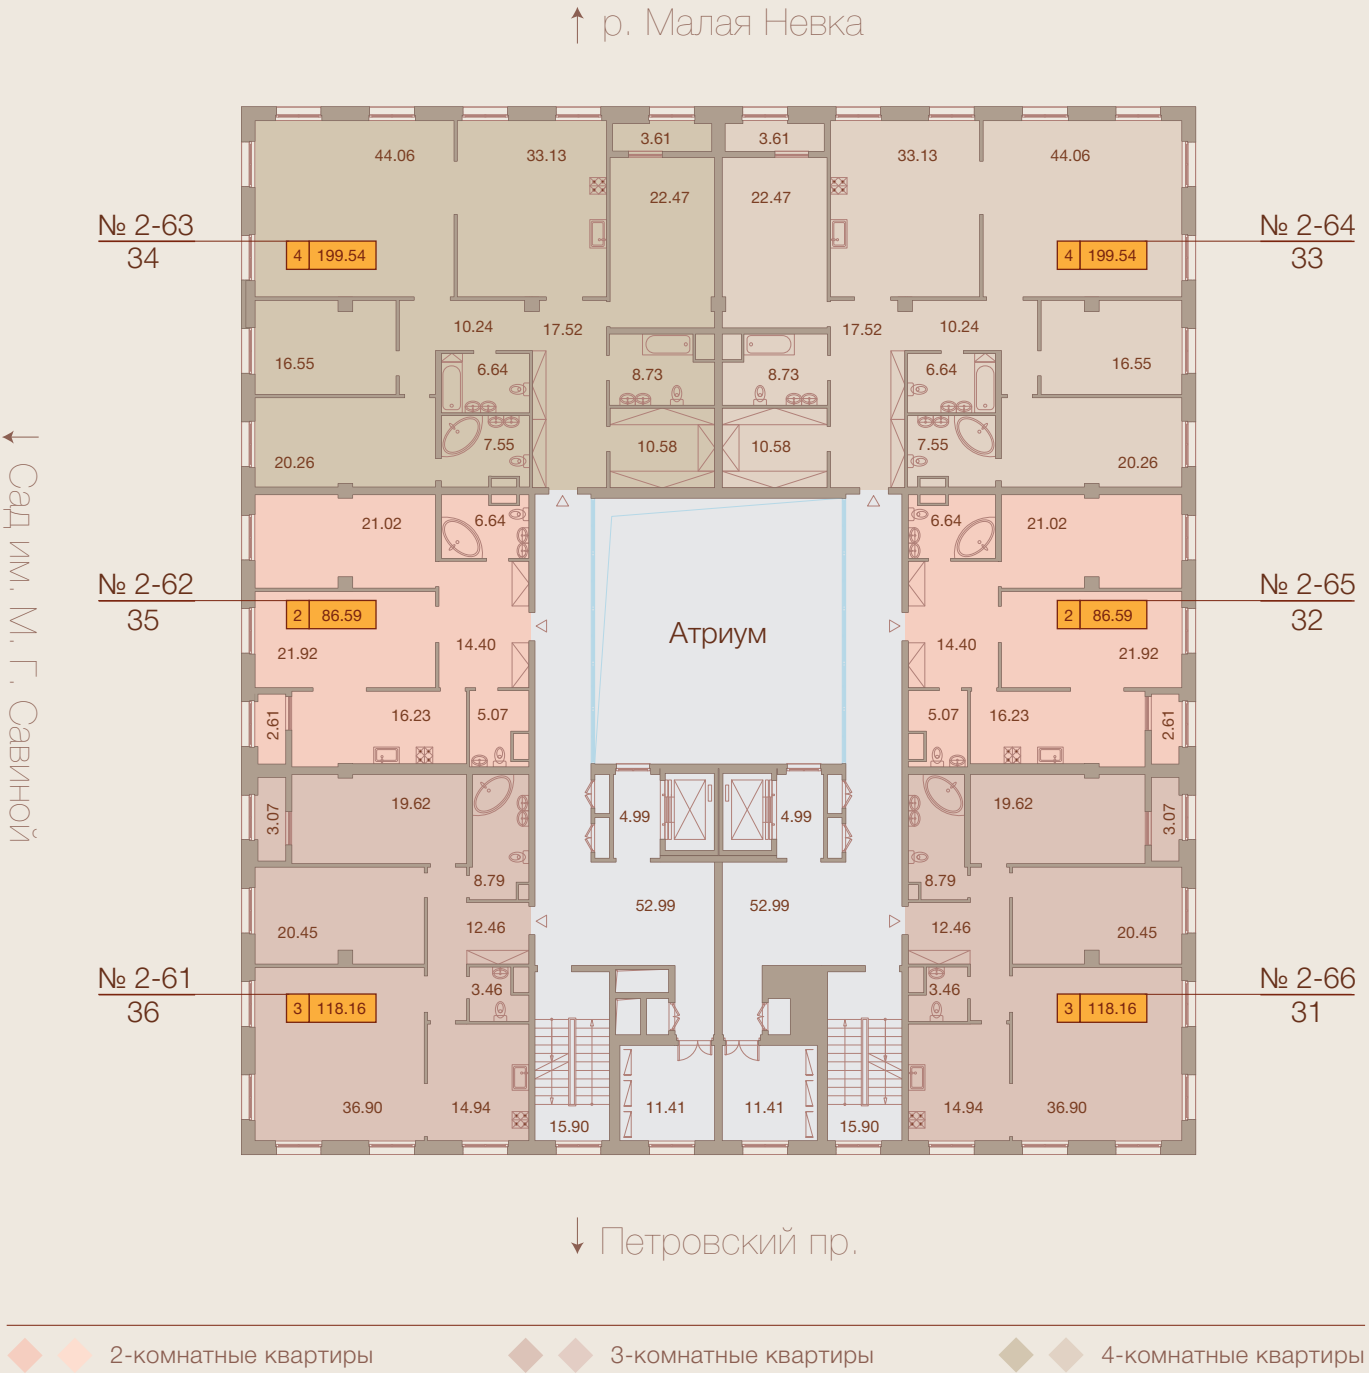 р. Малая Невка
3.61 3.61
44.06 33.13 33.13 44.06
22.47 22.47
№ 2-63 № 2-64
4 199.54 4 199.54
34 33
10.24 17.52 17.52 10.24
16.55 6.64 8.73 8.73 6.64 16.55
20.26 7.55 10.58 10.58 7.55 20.26
Сад им. М. Г. Савиной
21.02 6.64 6.64 21.02
№ 2-62 № 2-65
2 86.59 2 86.59
35 32
Атриум
21.92 14.40 14.40 21.92
2.61 16.23 5.07 5.07 16.23 2.61
3.07 19.62 4.99 4.99 19.62 3.07
8.79 8.79
20.45 12.46 52.99 52.99 12.46 20.45
№ 2-61 № 2-66
3.46 3.46
3 118.16 3 118.16
36 31
36.90 14.94 11.41 11.41 14.94 36.90
15.90 15.90
Петровский пр.
2-комнатные квартиры 3-комнатные квартиры 4-комнатные квартиры